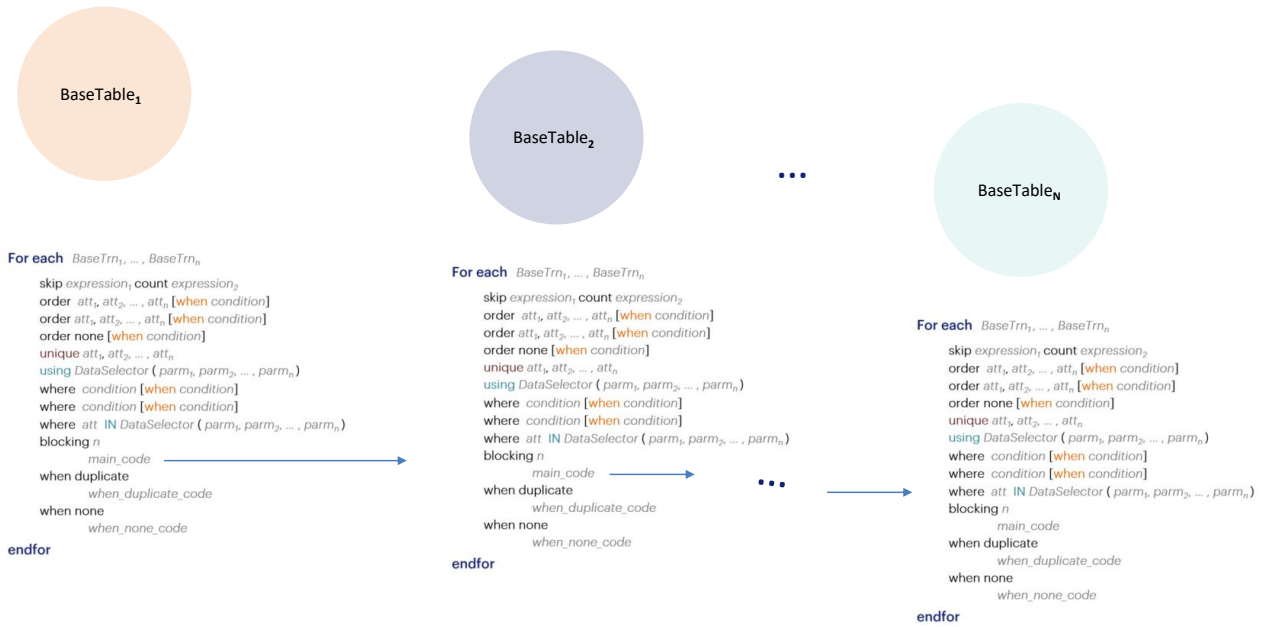 BaseTable₁
BaseTable₂
...
BaseTableN
For each BaseTrn₁, ... , BaseTrnₙ
skip expression₁ count expression₂
order att₁, att₂, ... , attₙ [when condition]
order att₁, att₂, ... , attₙ [when condition]
order none [when condition]
unique att₁, att₂, ... , attₙ
using DataSelector ( parm₁, parm₂, ... , parmₙ)
where condition [when condition]
where condition [when condition]
where att IN DataSelector ( parm₁, parm₂, ... , parmₙ)
blocking n
main_code
when duplicate
when_duplicate_code
when none
when_none_code
endfor
For each BaseTrn₁, ... , BaseTrnₙ
skip expression₁ count expression₂
order att₁, att₂, ... , attₙ [when condition]
order att₁, att₂, ... , attₙ [when condition]
order none [when condition]
unique att₁, att₂, ... , attₙ
using DataSelector ( parm₁, parm₂, ... , parmₙ)
where condition [when condition]
where condition [when condition]
where att IN DataSelector ( parm₁, parm₂, ... , parmₙ)
blocking n
main_code
when duplicate
when_duplicate_code
when none
when_none_code
endfor
...
For each BaseTrn₁, ... , BaseTrnₙ
skip expression₁ count expression₂
order att₁, att₂, ... , attₙ [when condition]
order att₁, att₂, ... , attₙ [when condition]
order none [when condition]
unique att₁, att₂, ... , attₙ
using DataSelector ( parm₁, parm₂, ... , parmₙ)
where condition [when condition]
where condition [when condition]
where att IN DataSelector ( parm₁, parm₂, ... , parmₙ)
blocking n
main_code
when duplicate
when_duplicate_code
when none
when_none_code
endfor